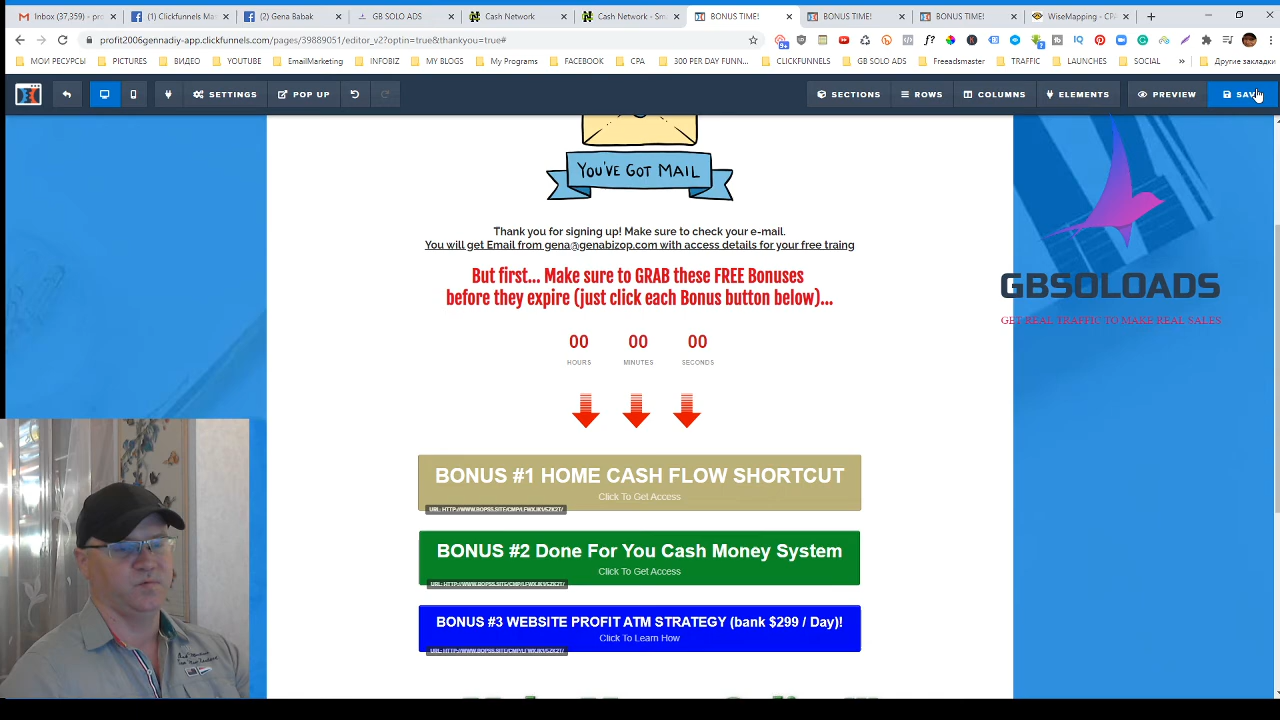 Inbox (37,359) - pro
(1) Clickfunnels Ma
(2) Gena Babak
GB SOLO ADS
Cash Network
Cash Network - Sm
BONUS TIME!
BONUS TIME!
BONUS TIME!
WiseMapping - CPA
profit2006gennadiy-app.clickfunnels.com/pages/39889051/editor_v2?optin=true&thankyou=true#
МОИ РЕСУРСЫ
PICTURES
ВИДЕО
YOUTUBE
EmailMarketing
INFOBIZ
MY BLOGS
My Programs
FACEBOOK
CPA
300 PER DAY FUNN...
CLICKFUNNELS
GB SOLO ADS
Freeadsmaster
TRAFFIC
LAUNCHES
SOCIAL
»
Другие закладки
SETTINGS
POP UP
SECTIONS
ROWS
COLUMNS
ELEMENTS
PREVIEW
YOU'VE GOT MAIL
Thank you for signing up! Make sure to check your e-mail.
You will get Email from gena@genabizop.com with access details for your free traing
But first... Make sure to GRAB these FREE Bonuses
before they expire (just click each Bonus button below)...
00 00 00
HOURS MINUTES SECONDS
GBSOLOADS
GET REAL TRAFFIC TO MAKE REAL SALES
BONUS #1 HOME CASH FLOW SHORTCUT
Click To Get Access
BONUS #2 Done For You Cash Money System
Click To Get Access
BONUS #3 WEBSITE PROFIT ATM STRATEGY (bank $299 / Day)!
Click To Learn How